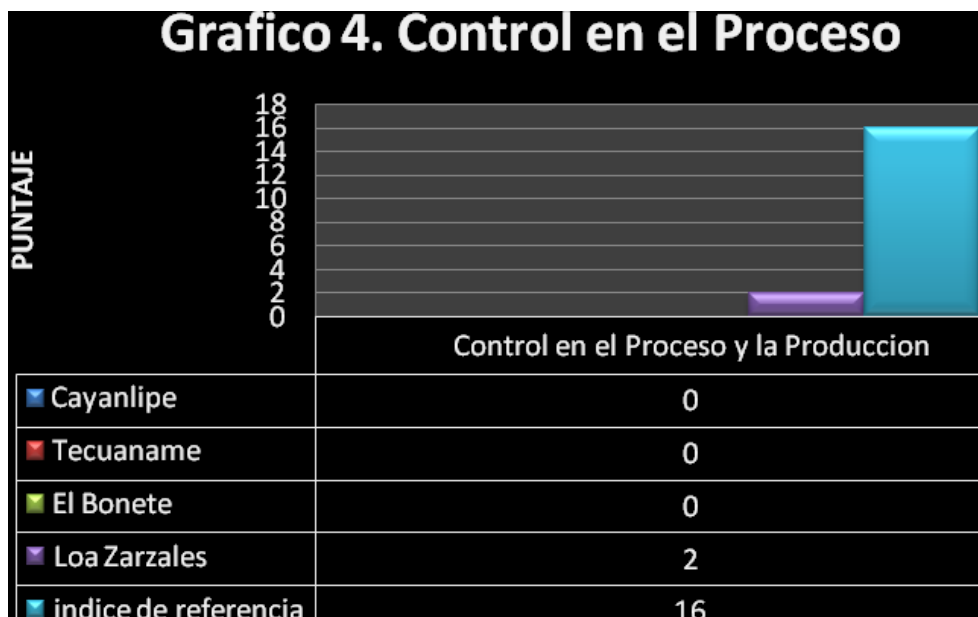 Grafico 4. Control en el Proceso
PUNTAJE
18
16
14
12
10
8
6
4
2
0
Control en el Proceso y la Produccion
Cayanlipe 0
Tecuaname 0
El Bonete 0
Loa Zarzales 2
indice de referencia 16